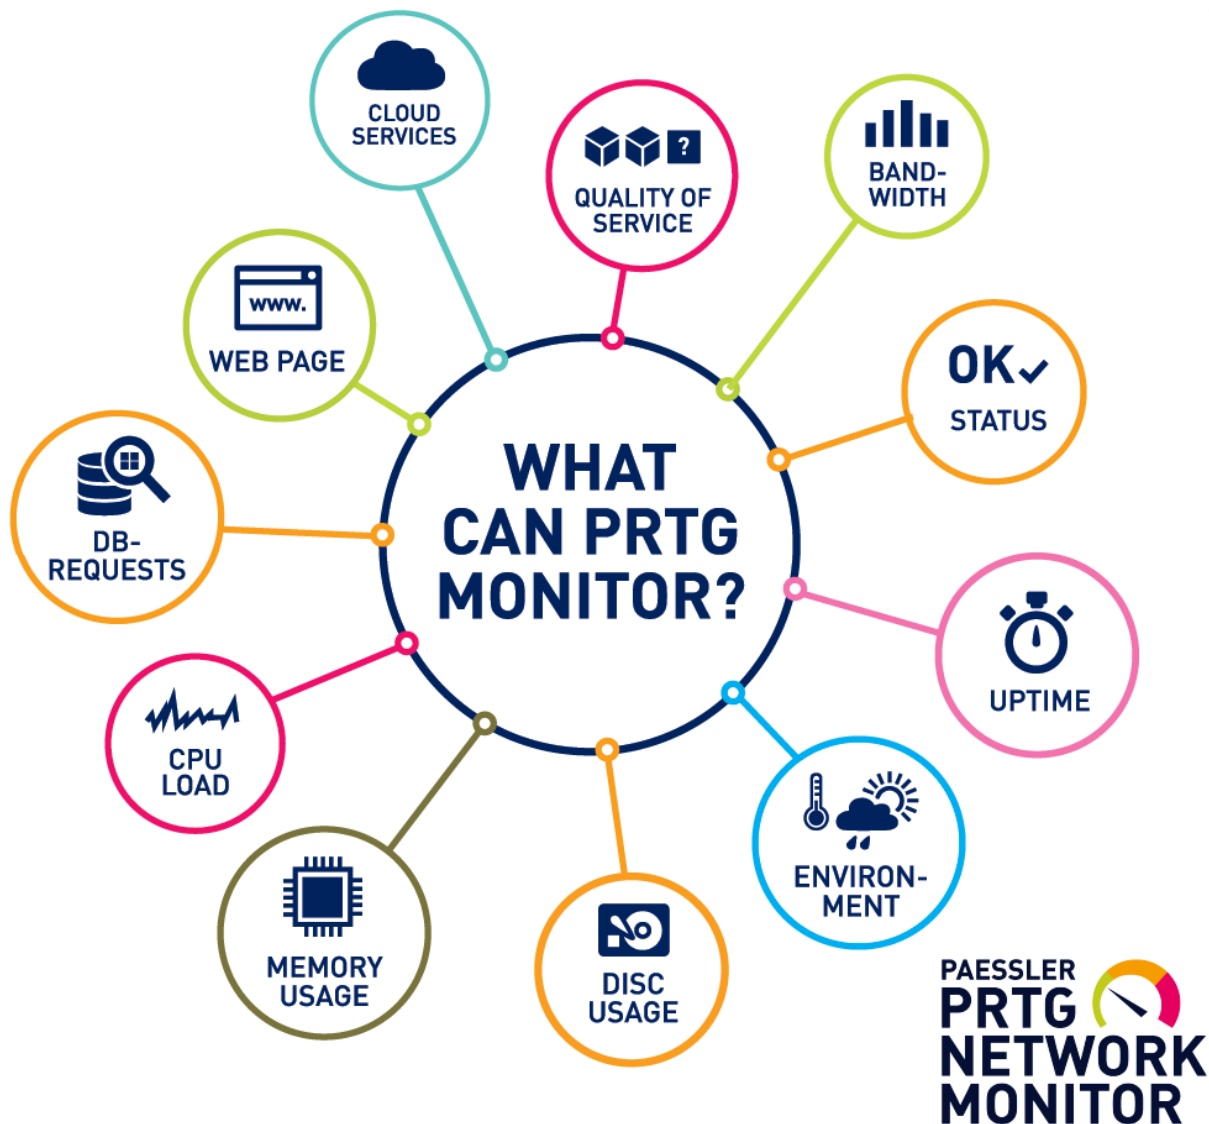 CLOUD
SERVICES
QUALITY OF
SERVICE
?
BAND-
WIDTH
www.
WEB PAGE
OK
STATUS
WHAT
CAN PRTG
MONITOR?
DB-
REQUESTS
UPTIME
CPU
LOAD
ENVIRON-
MENT
MEMORY
USAGE
DISC
USAGE
PAESSLER
PRTG
NETWORK
MONITOR